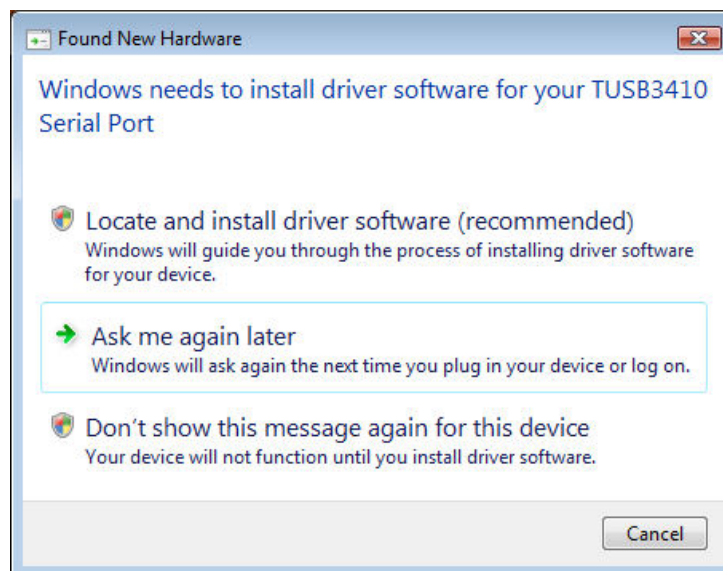 Found New Hardware
Windows needs to install driver software for your TUSB3410
Serial Port
Locate and install driver software (recommended)
Windows will guide you through the process of installing driver software
for your device.
Ask me again later
Windows will ask again the next time you plug in your device or log on.
Don't show this message again for this device
Your device will not function until you install driver software.
Cancel